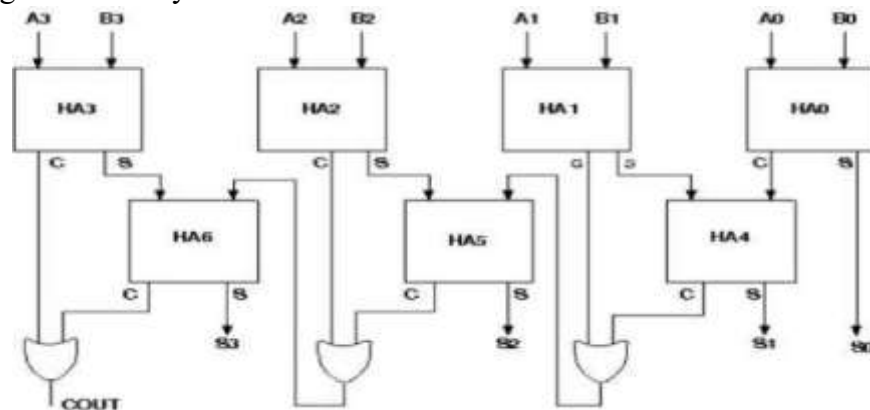 A3 B3 A2 B2 A1 B1 A0 B0
HA3 HA2 HA1 HA0
C S C S C S C S
HA6 HA5 HA4
C S C S C S
S3 S2 S1 S0
COUT